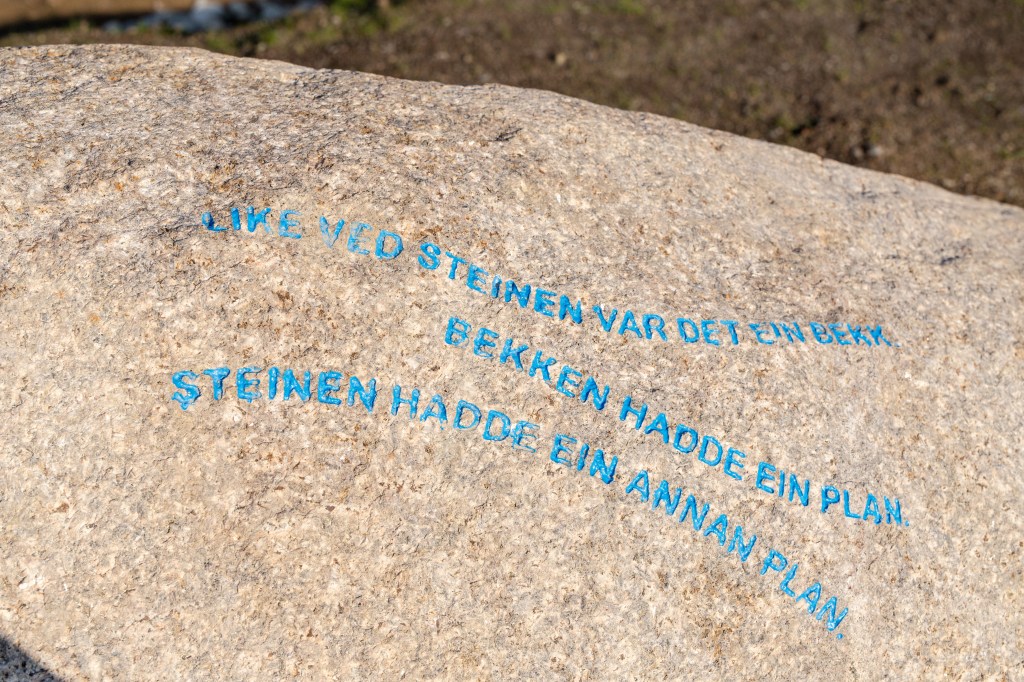 LIKE VED STEINEN VAR DET EIN BEKK.
BEKKEN HADDE EIN PLAN.
STEINEN HADDE EIN ANNAN PLAN.